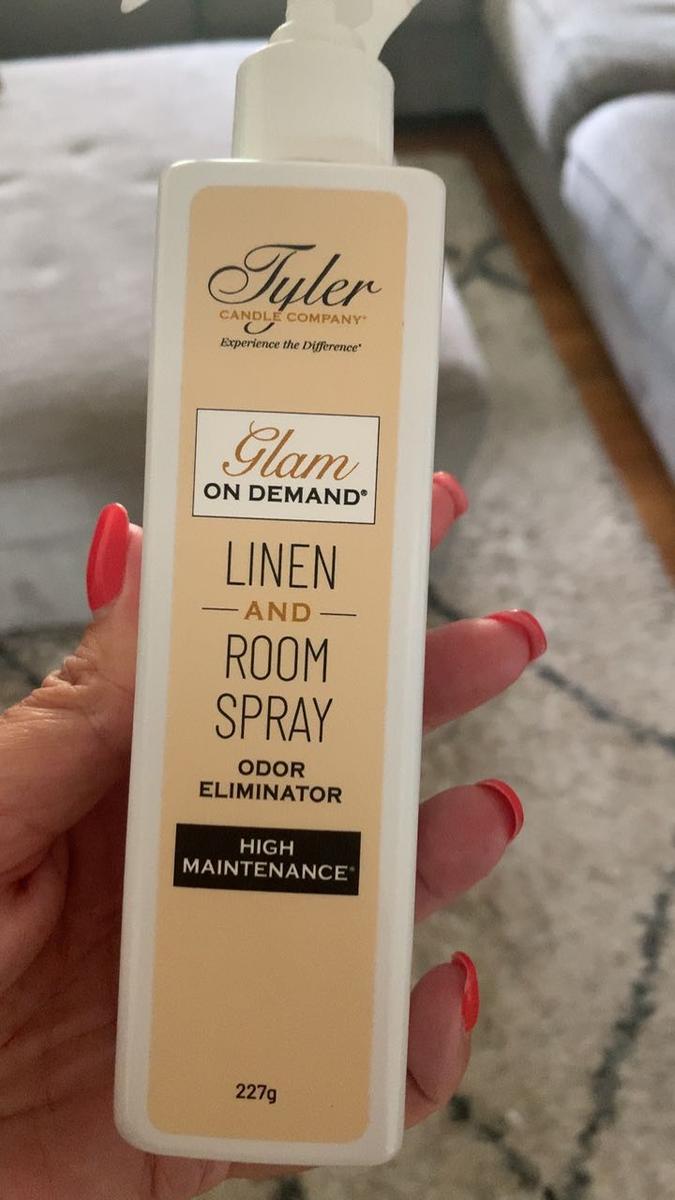 Tyler
CANDLE COMPANY®
Experience the Difference®
Glam
ON DEMAND®
LINEN
AND
ROOM
SPRAY
ODOR
ELIMINATOR
HIGH
MAINTENANCE®
227g